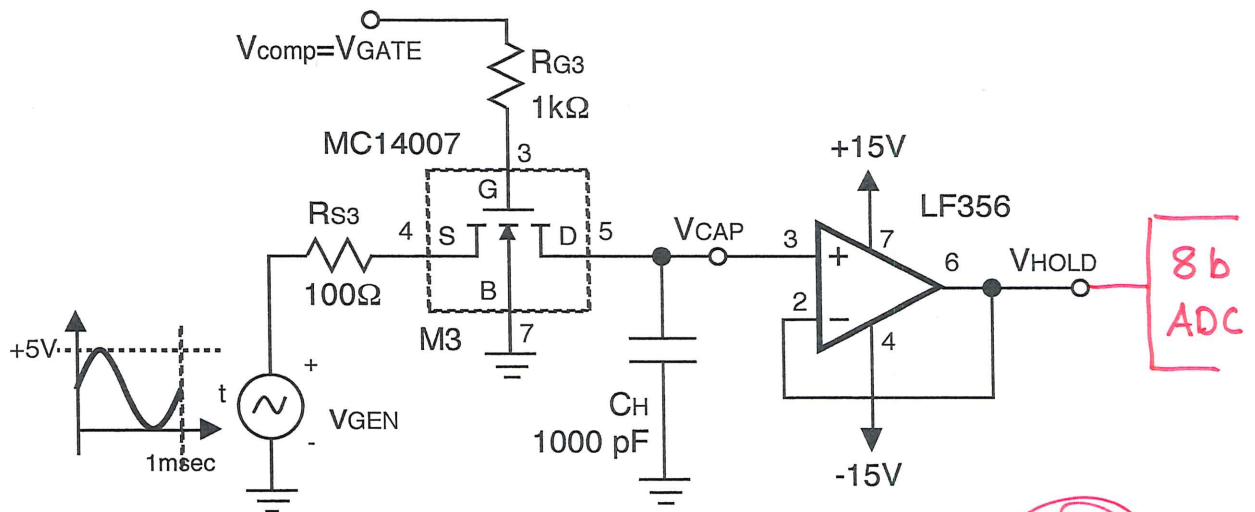 Vcomp=VGATE
RG3
1kΩ
MC14007
3
+15V
G
LF356
RS3
4
S
D
5
VCAP
3
+
7
6
VHOLD
8b
ADC
100Ω
B
2
−
M3
7
4
+5V
+
t
VGEN
-
CH
1000 pF
1msec
-15V